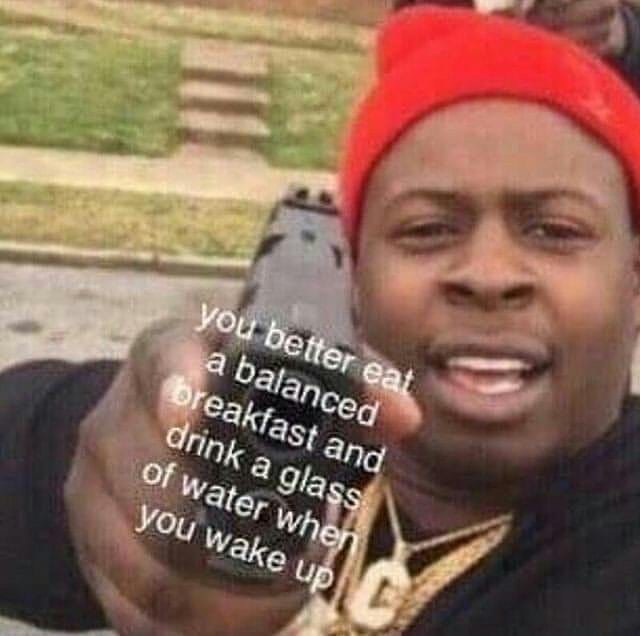 you better eat
a balanced
breakfast and
drink a glass
of water when
you wake up
G